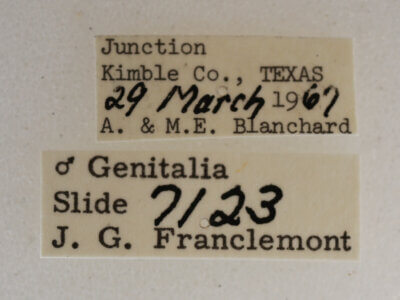 Junction
Kimble Co., TEXAS
29 March 1967
A. & M.E. Blanchard
♂ Genitalia
Slide 7123
J. G. Franclemont